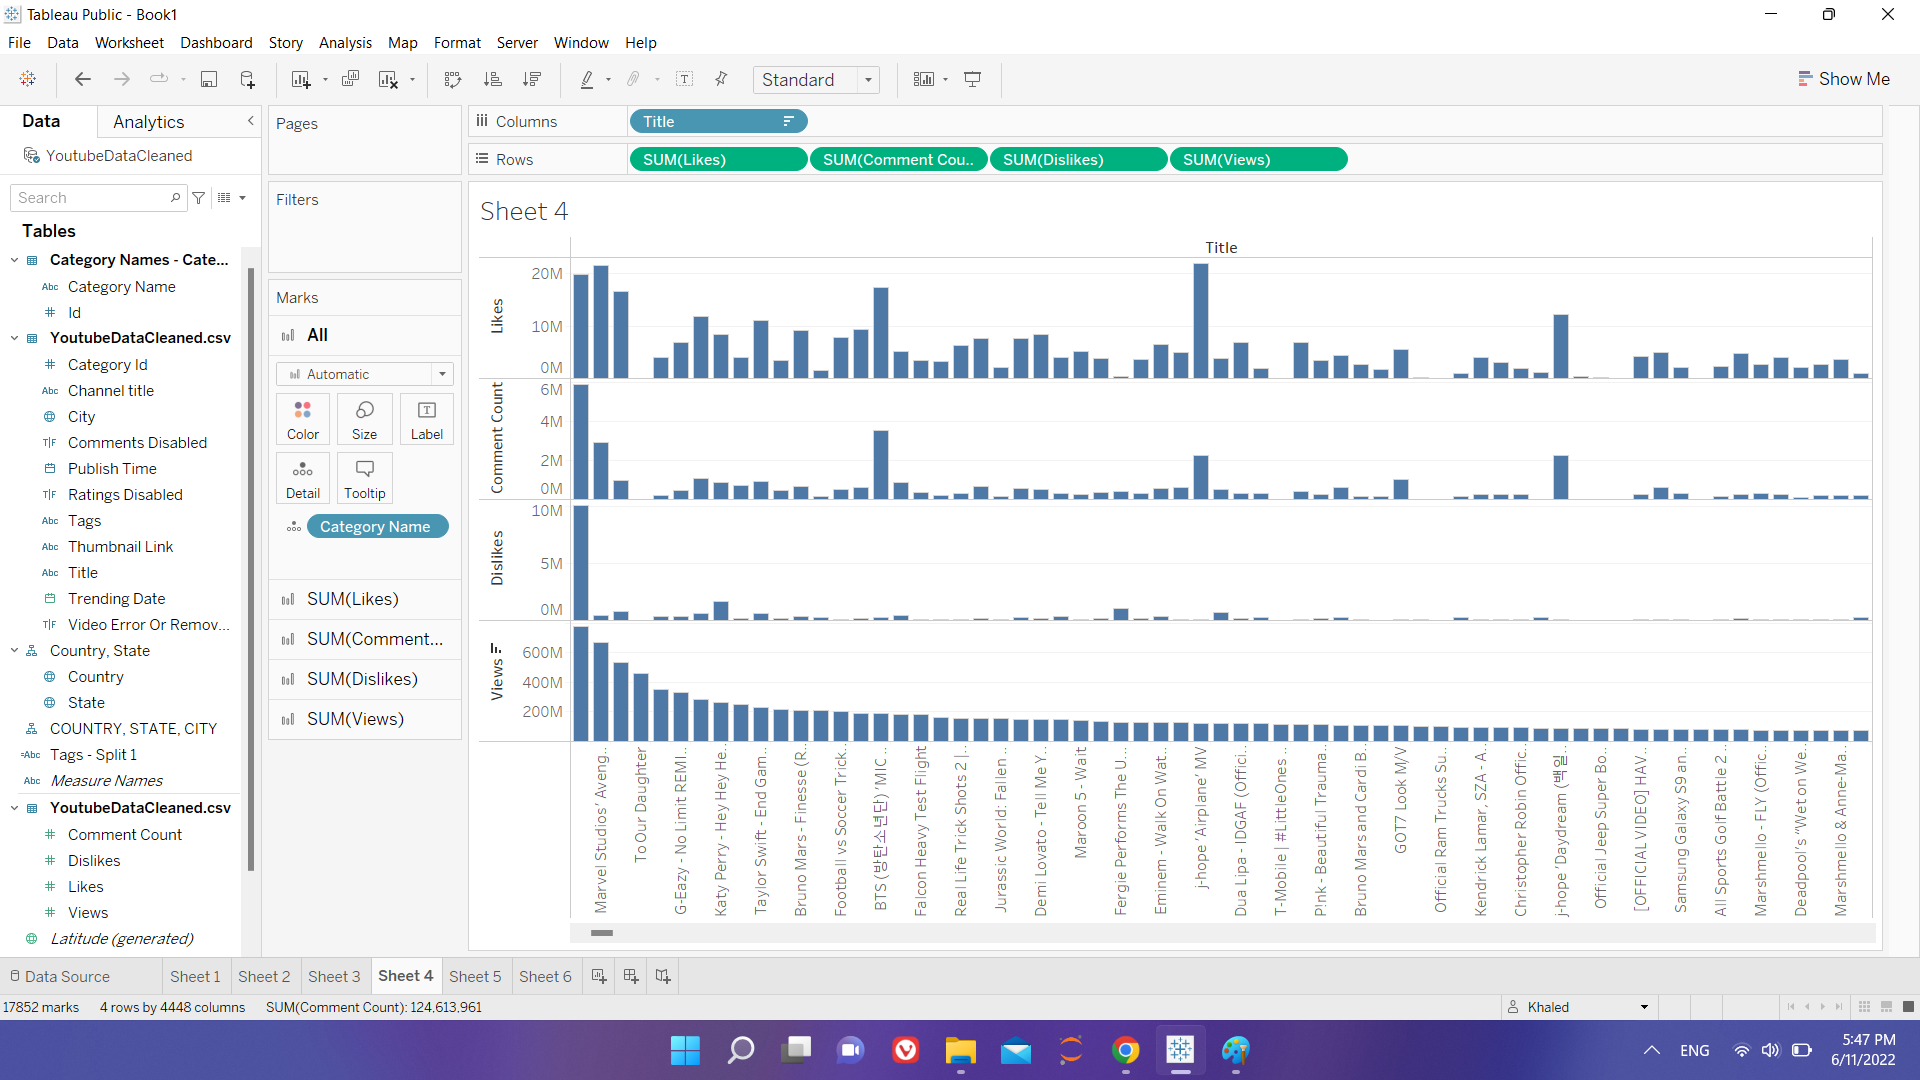 Tableau Public - Book1
File Data Worksheet Dashboard Story Analysis Map Format Server Window Help
Standard
Show Me
Data Analytics
YoutubeDataCleaned
Search
Tables
Category Names - Cate...
Abc Category Name
# Id
YoutubeDataCleaned.csv
# Category Id
Abc Channel title
City
T|F Comments Disabled
Publish Time
T|F Ratings Disabled
Abc Tags
Abc Thumbnail Link
Abc Title
Trending Date
T|F Video Error Or Remov...
Country, State
Country
State
COUNTRY, STATE, CITY
=Abc Tags - Split 1
Abc Measure Names
YoutubeDataCleaned.csv
# Comment Count
# Dislikes
# Likes
# Views
Latitude (generated)
Pages
Filters
Marks
All
Automatic
Color Size Label
Detail Tooltip
Category Name
SUM(Likes)
SUM(Comment...
SUM(Dislikes)
SUM(Views)
Columns Title
Rows SUM(Likes) SUM(Comment Cou.. SUM(Dislikes) SUM(Views)
Sheet 4
Title
Likes
20M
10M
0M
Comment Count
6M
4M
2M
0M
Dislikes
10M
5M
0M
Views
600M
400M
200M
Marvel Studios' Aveng..
To Our Daughter
G-Eazy - No Limit REMI..
Katy Perry - Hey Hey He..
Taylor Swift - End Gam..
Bruno Mars - Finesse (R..
Football vs Soccer Trick..
BTS (방탄소년단) 'MIC ..
Falcon Heavy Test Flight
Real Life Trick Shots 2 |..
Jurassic World: Fallen ..
Demi Lovato - Tell Me Y..
Maroon 5 - Wait
Fergie Performs The U...
Eminem - Walk On Wat..
j-hope 'Airplane' MV
Dua Lipa - IDGAF (Offici..
T-Mobile | #LittleOnes ..
P!nk - Beautiful Trauma..
Bruno Mars and Cardi B..
GOT7 Look M/V
Official Ram Trucks Su..
Kendrick Lamar, SZA - A..
Christopher Robin Offic..
j-hope 'Daydream (백일..
Official Jeep Super Bo..
[OFFICIAL VIDEO] HAV..
Samsung Galaxy S9 an..
All Sports Golf Battle 2 ..
Marshmello - FLY (Offic..
Deadpool's "Wet on We..
Marshmello & Anne-Ma..
Data Source Sheet 1 Sheet 2 Sheet 3 Sheet 4 Sheet 5 Sheet 6
17852 marks 4 rows by 4448 columns SUM(Comment Count): 124,613,961
Khaled
ENG
5:47 PM
6/11/2022